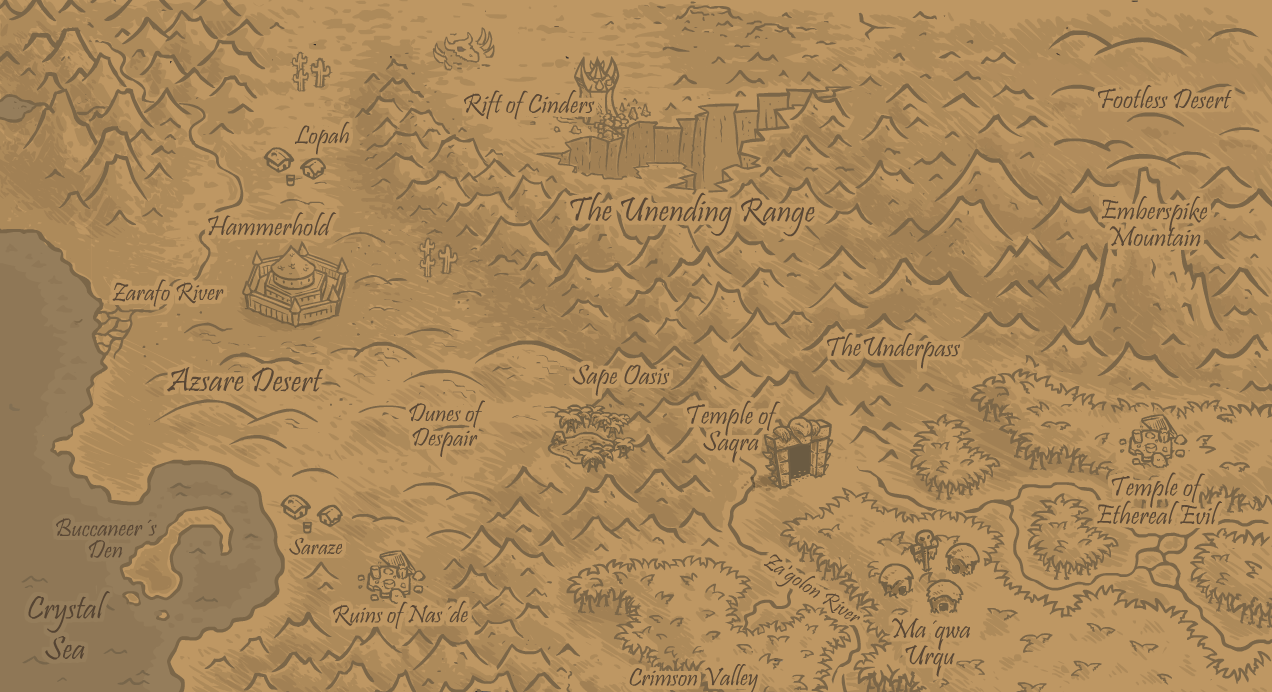 Rift of Cinders
Footless Desert
Lopah
The Unending Range
Hammerhold
Emberspike
Mountain
Zarafo River
The Underpass
Azsare Desert
Sape Oasis
Dunes of
Despair
Temple of
Saqra
Temple of
Ethereal Evil
Buccaneer's
Den
Saraze
Za'golon River
Crystal
Sea
Ruins of Nas'de
Ma'qwa
Urqu
Crimson Valley